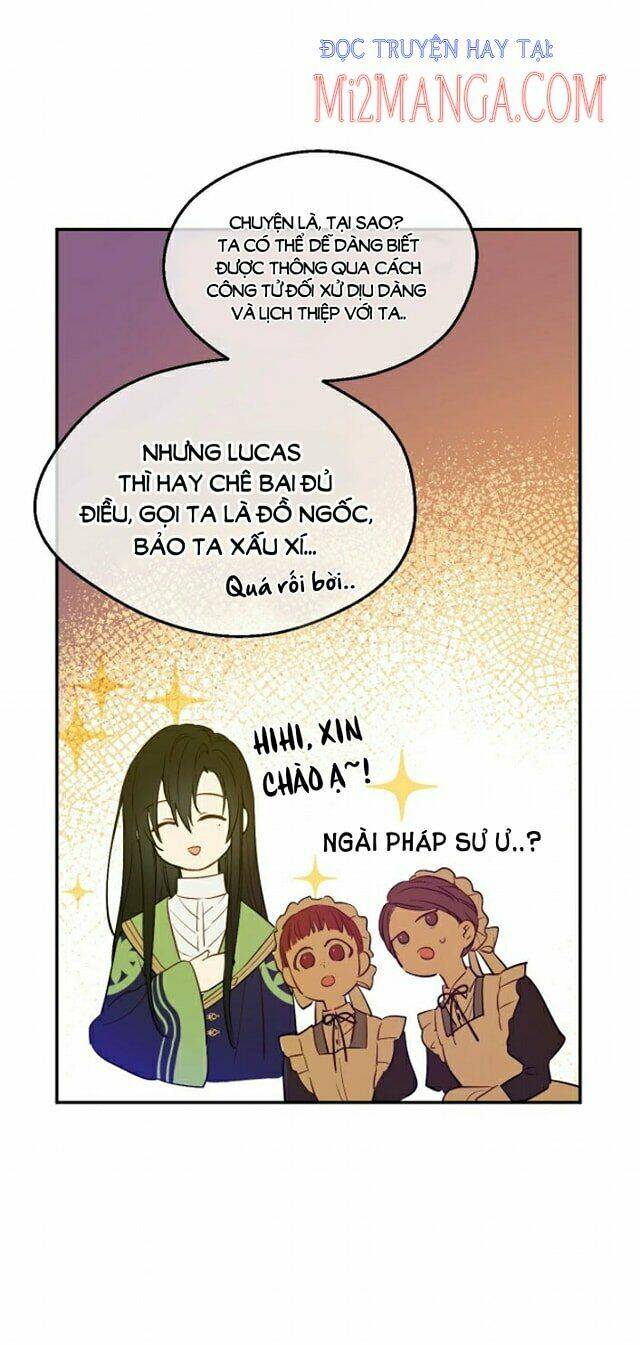 ĐỌC TRUYỆN HAY TẠI:
MI2MANGA.COM
CHUYỆN LÀ, TẠI SAO?
TA CÓ THỂ DỄ DÀNG BIẾT
ĐƯỢC THÔNG QUA CÁCH
CÔNG TỬ ĐỐI XỬ DỊU DÀNG
VÀ LỊCH THIỆP VỚI TA..
NHƯNG LUCAS
THÌ HAY CHÊ BAI ĐỦ
ĐIỀU, GỌI TA LÀ ĐỒ NGỐC,
BẢO TA XẤU XÍ...
Quá rối bời..
HIHI, XIN
CHÀO Ạ~!
NGÀI PHÁP SƯ Ư..?